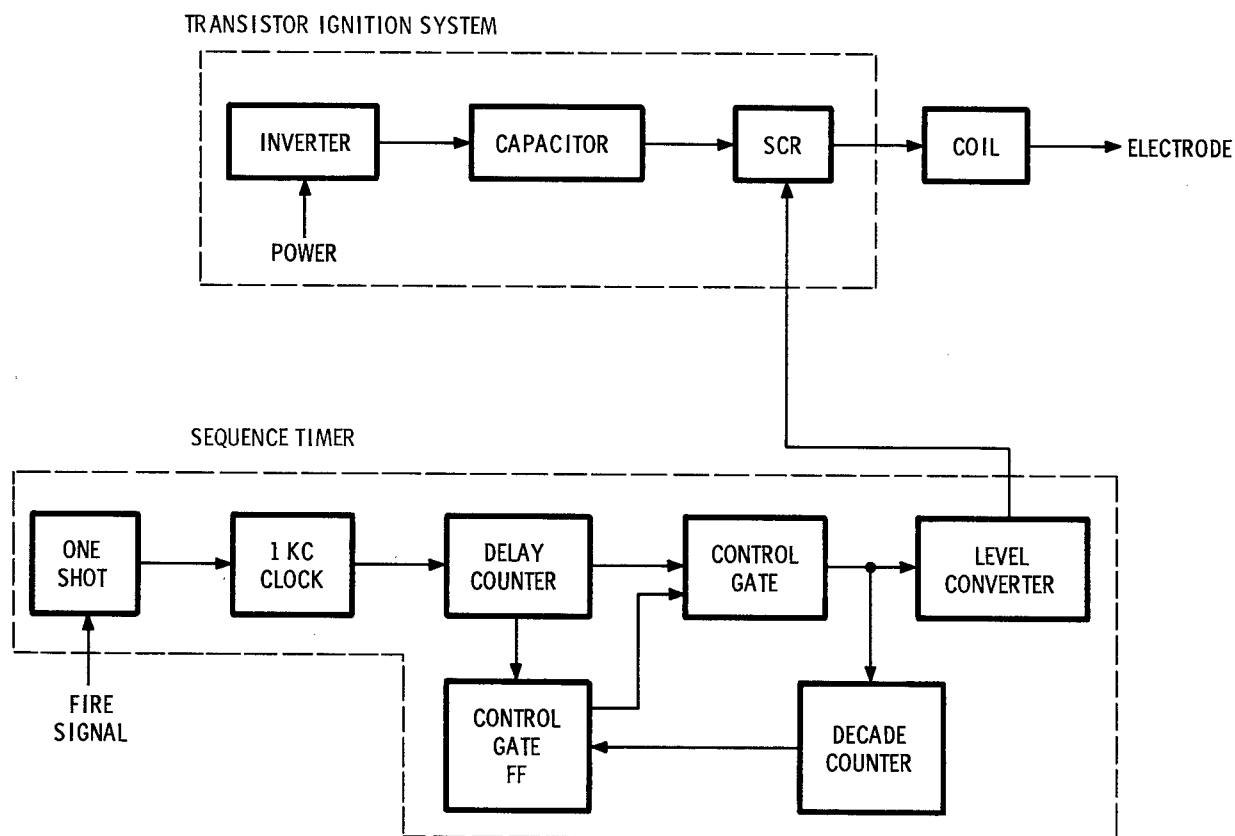 TRANSISTOR IGNITION SYSTEM
INVERTER
CAPACITOR
SCR
COIL
ELECTRODE
POWER
SEQUENCE TIMER
ONE
SHOT
1 KC
CLOCK
DELAY
COUNTER
CONTROL
GATE
LEVEL
CONVERTER
FIRE
SIGNAL
CONTROL
GATE
FF
DECADE
COUNTER